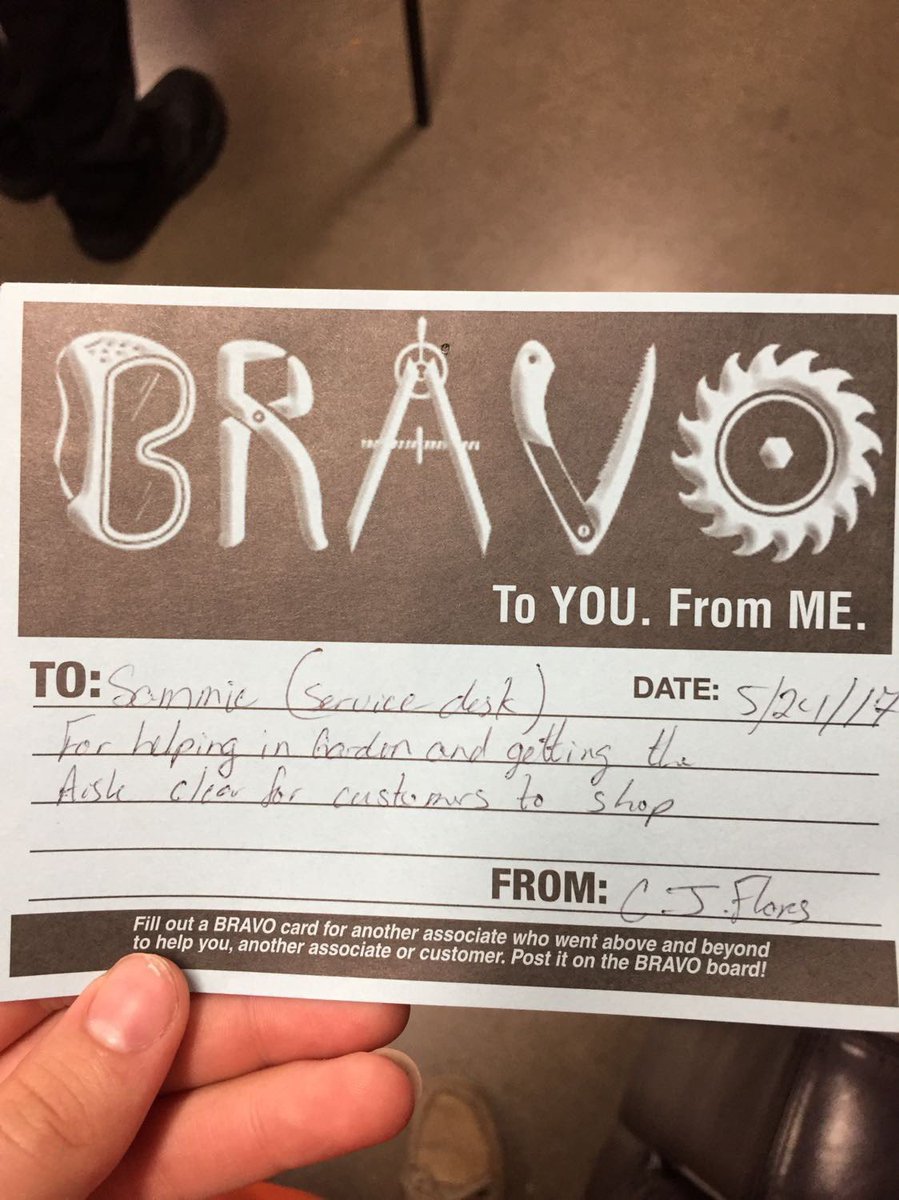 BRAVO
To YOU. From ME.
TO: Sammie (Service desk) DATE: 5/24/17
For helping in Garden and getting the
Aisle clear for customers to shop
FROM: C.J. Flores
Fill out a BRAVO card for another associate who went above and beyond
to help you, another associate or customer. Post it on the BRAVO board!